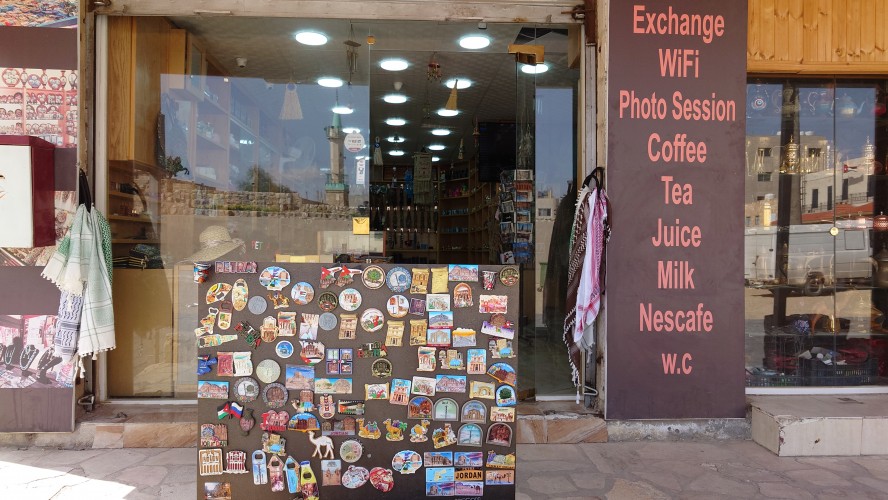 Exchange
WiFi
Photo Session
Coffee
Tea
Juice
Milk
Nescafe
w.c
JORDAN